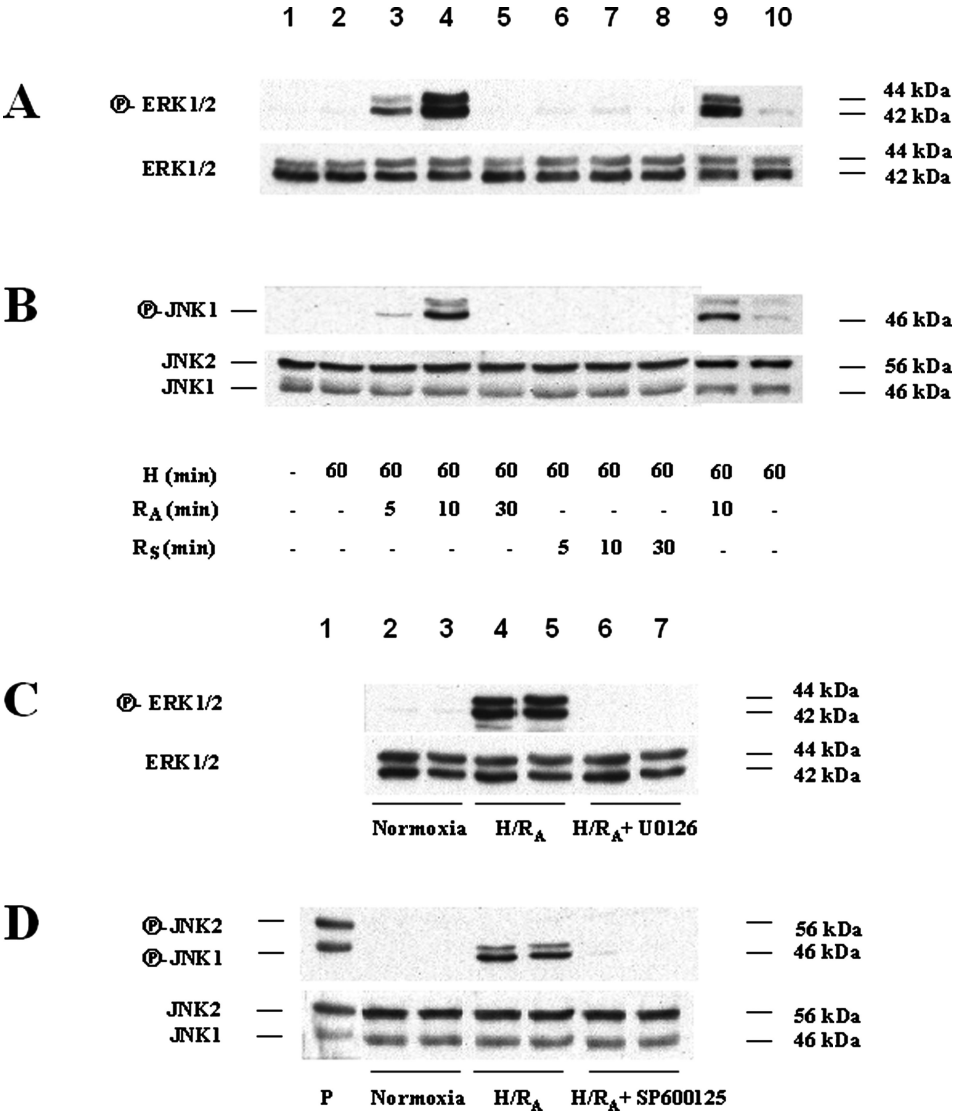 1 2 3 4 5 6 7 8 9 10
A
Ⓟ- ERK1/2
44 kDa
42 kDa
ERK1/2
44 kDa
42 kDa
B
Ⓟ-JNK1
46 kDa
JNK2
56 kDa
JNK1
46 kDa
H (min) - 60 60 60 60 60 60 60 60 60
RA (min) - - 5 10 30 - - - 10 -
RS (min) - - - - - 5 10 30 - -
1 2 3 4 5 6 7
C
Ⓟ- ERK1/2
44 kDa
42 kDa
ERK1/2
44 kDa
42 kDa
Normoxia H/RA H/RA+ U0126
D
Ⓟ-JNK2
56 kDa
Ⓟ-JNK1
46 kDa
JNK2
56 kDa
JNK1
46 kDa
P Normoxia H/RA H/RA+ SP600125